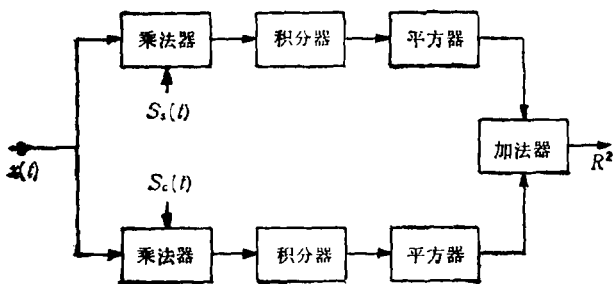 乘法器
积分器
平方器
S_s(t)
x(t)
加法器
R²
S_c(t)
乘法器
积分器
平方器